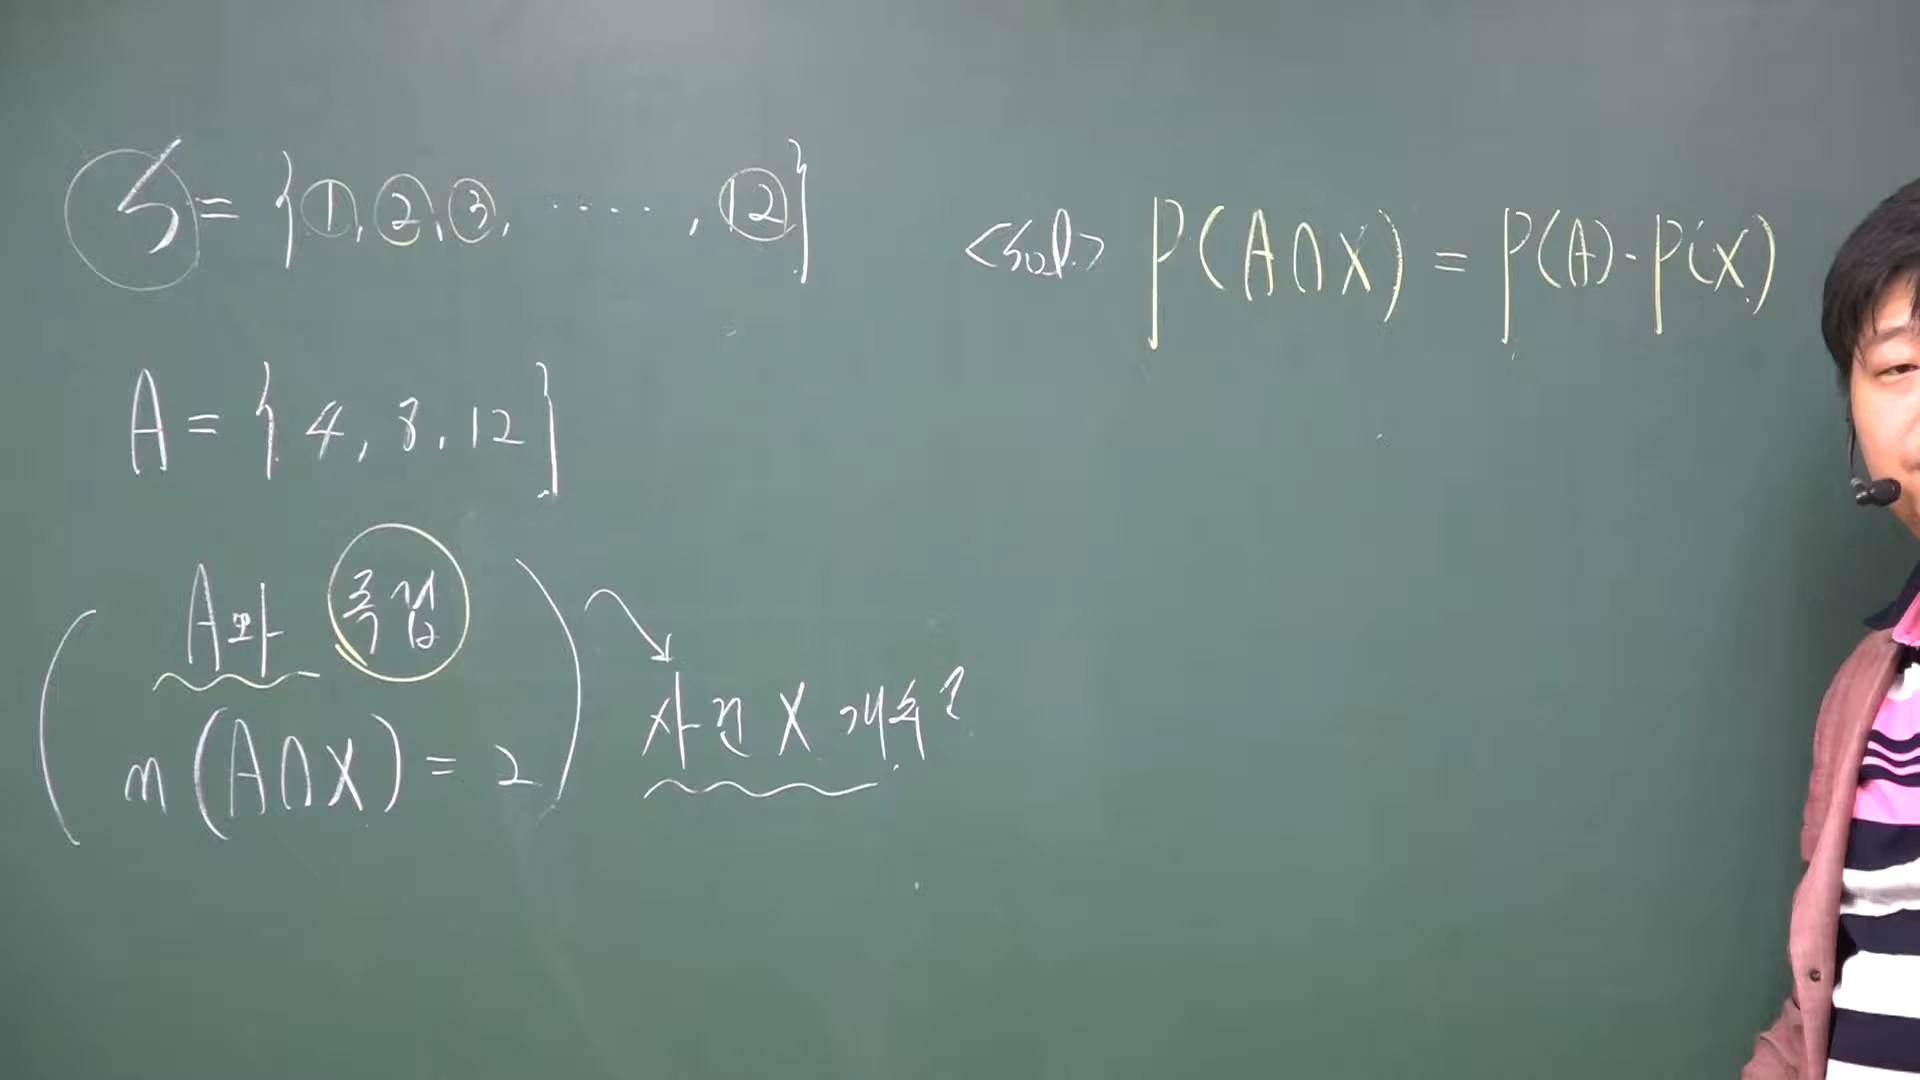 S = {①, ②, ③, ‥‥, ⑫}
A = {4, 8, 12}
A와 독립
n(A∩X) = 2
사건 X 개수?
<sol> P(A∩X) = P(A)·P(X)